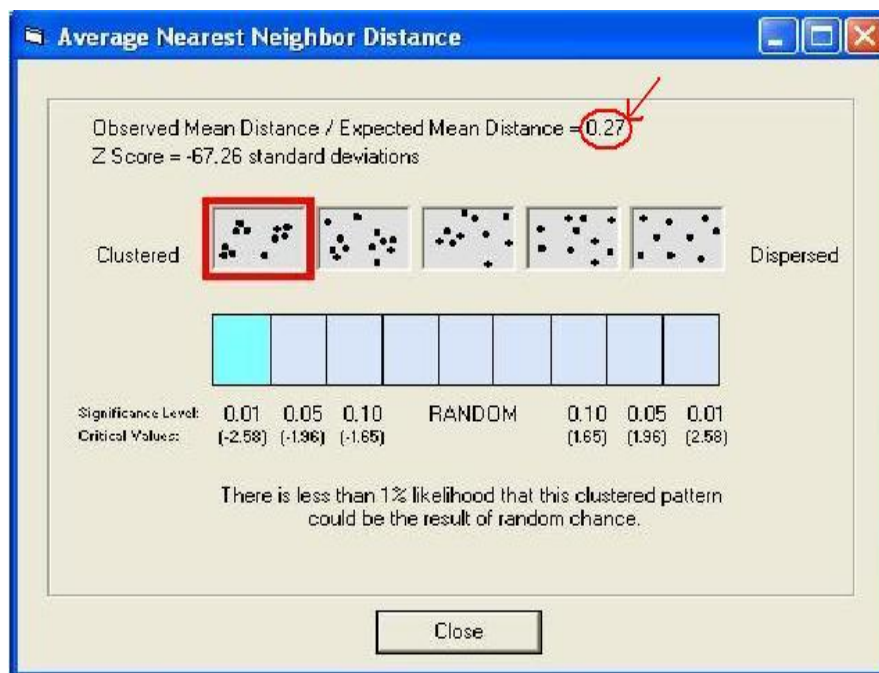 Average Nearest Neighbor Distance
Observed Mean Distance / Expected Mean Distance = 0.27
Z Score = -67.26 standard deviations
Clustered
Dispersed
Significance Level: 0.01 0.05 0.10 RANDOM 0.10 0.05 0.01
Critical Values: (-2.58) (-1.96) (-1.65) (1.65) (1.96) (2.58)
There is less than 1% likelihood that this clustered pattern
could be the result of random chance.
Close